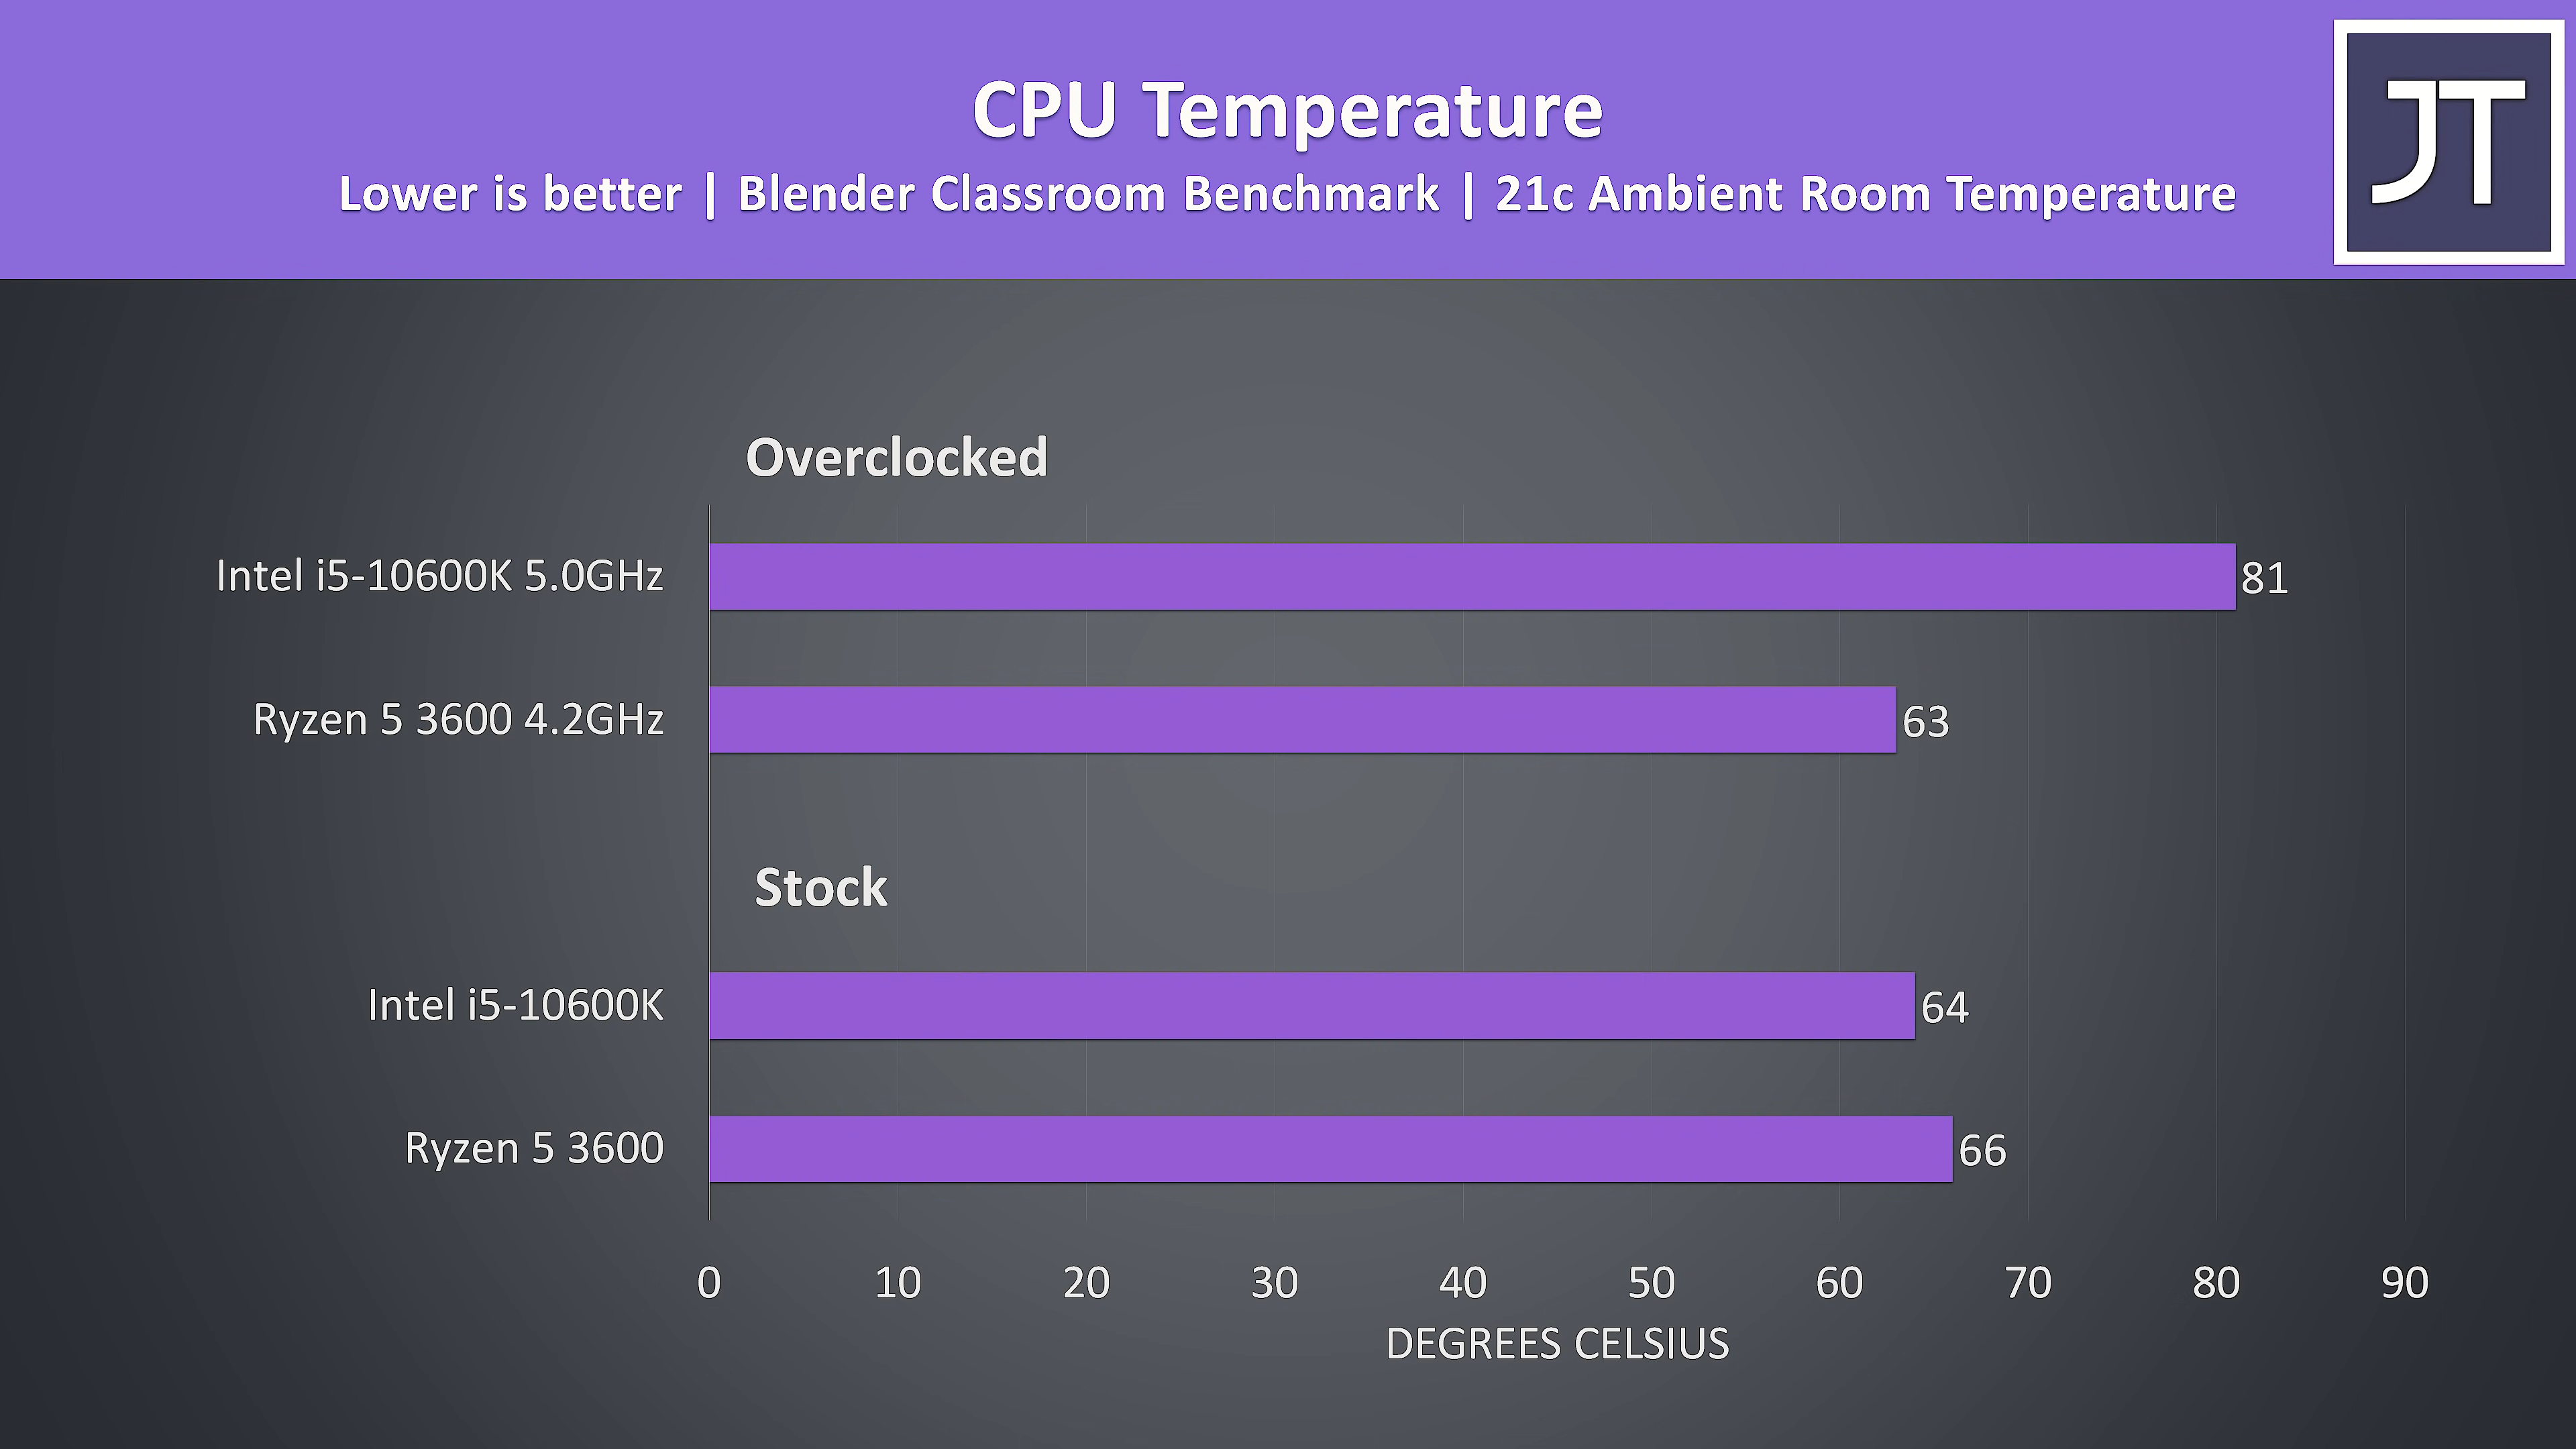 CPU Temperature
Lower is better | Blender Classroom Benchmark | 21c Ambient Room Temperature
JT
Overclocked
Intel i5-10600K 5.0GHz 81
Ryzen 5 3600 4.2GHz 63
Stock
Intel i5-10600K 64
Ryzen 5 3600 66
0 10 20 30 40 50 60 70 80 90
DEGREES CELSIUS